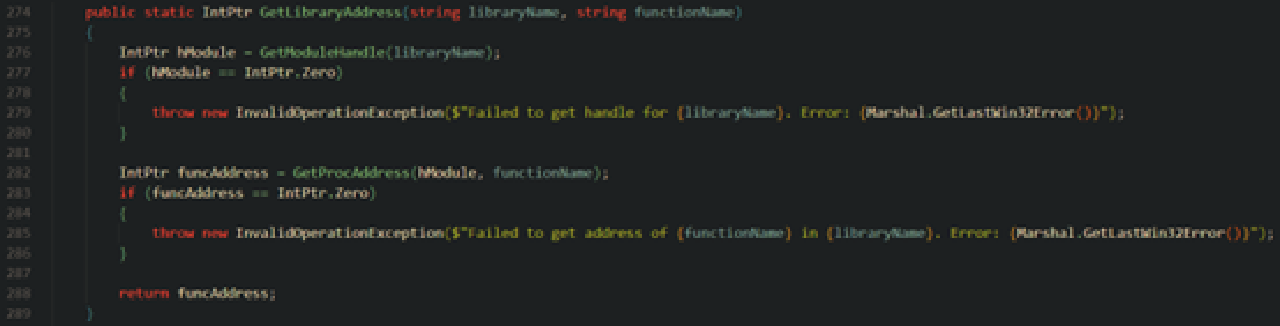 274 public static IntPtr GetLibraryAddress(string libraryName, string functionName)
275 {
276 IntPtr hModule = GetModuleHandle(libraryName);
277 if (hModule == IntPtr.Zero)
278 {
279 throw new InvalidOperationException($"Failed to get handle for {libraryName}. Error: {Marshal.GetLastWin32Error()}");
280 }
281
282 IntPtr funcAddress = GetProcAddress(hModule, functionName);
283 if (funcAddress == IntPtr.Zero)
284 {
285 throw new InvalidOperationException($"Failed to get address of {functionName} in {libraryName}. Error: {Marshal.GetLastWin32Error()}");
286 }
287
288 return funcAddress;
289 }